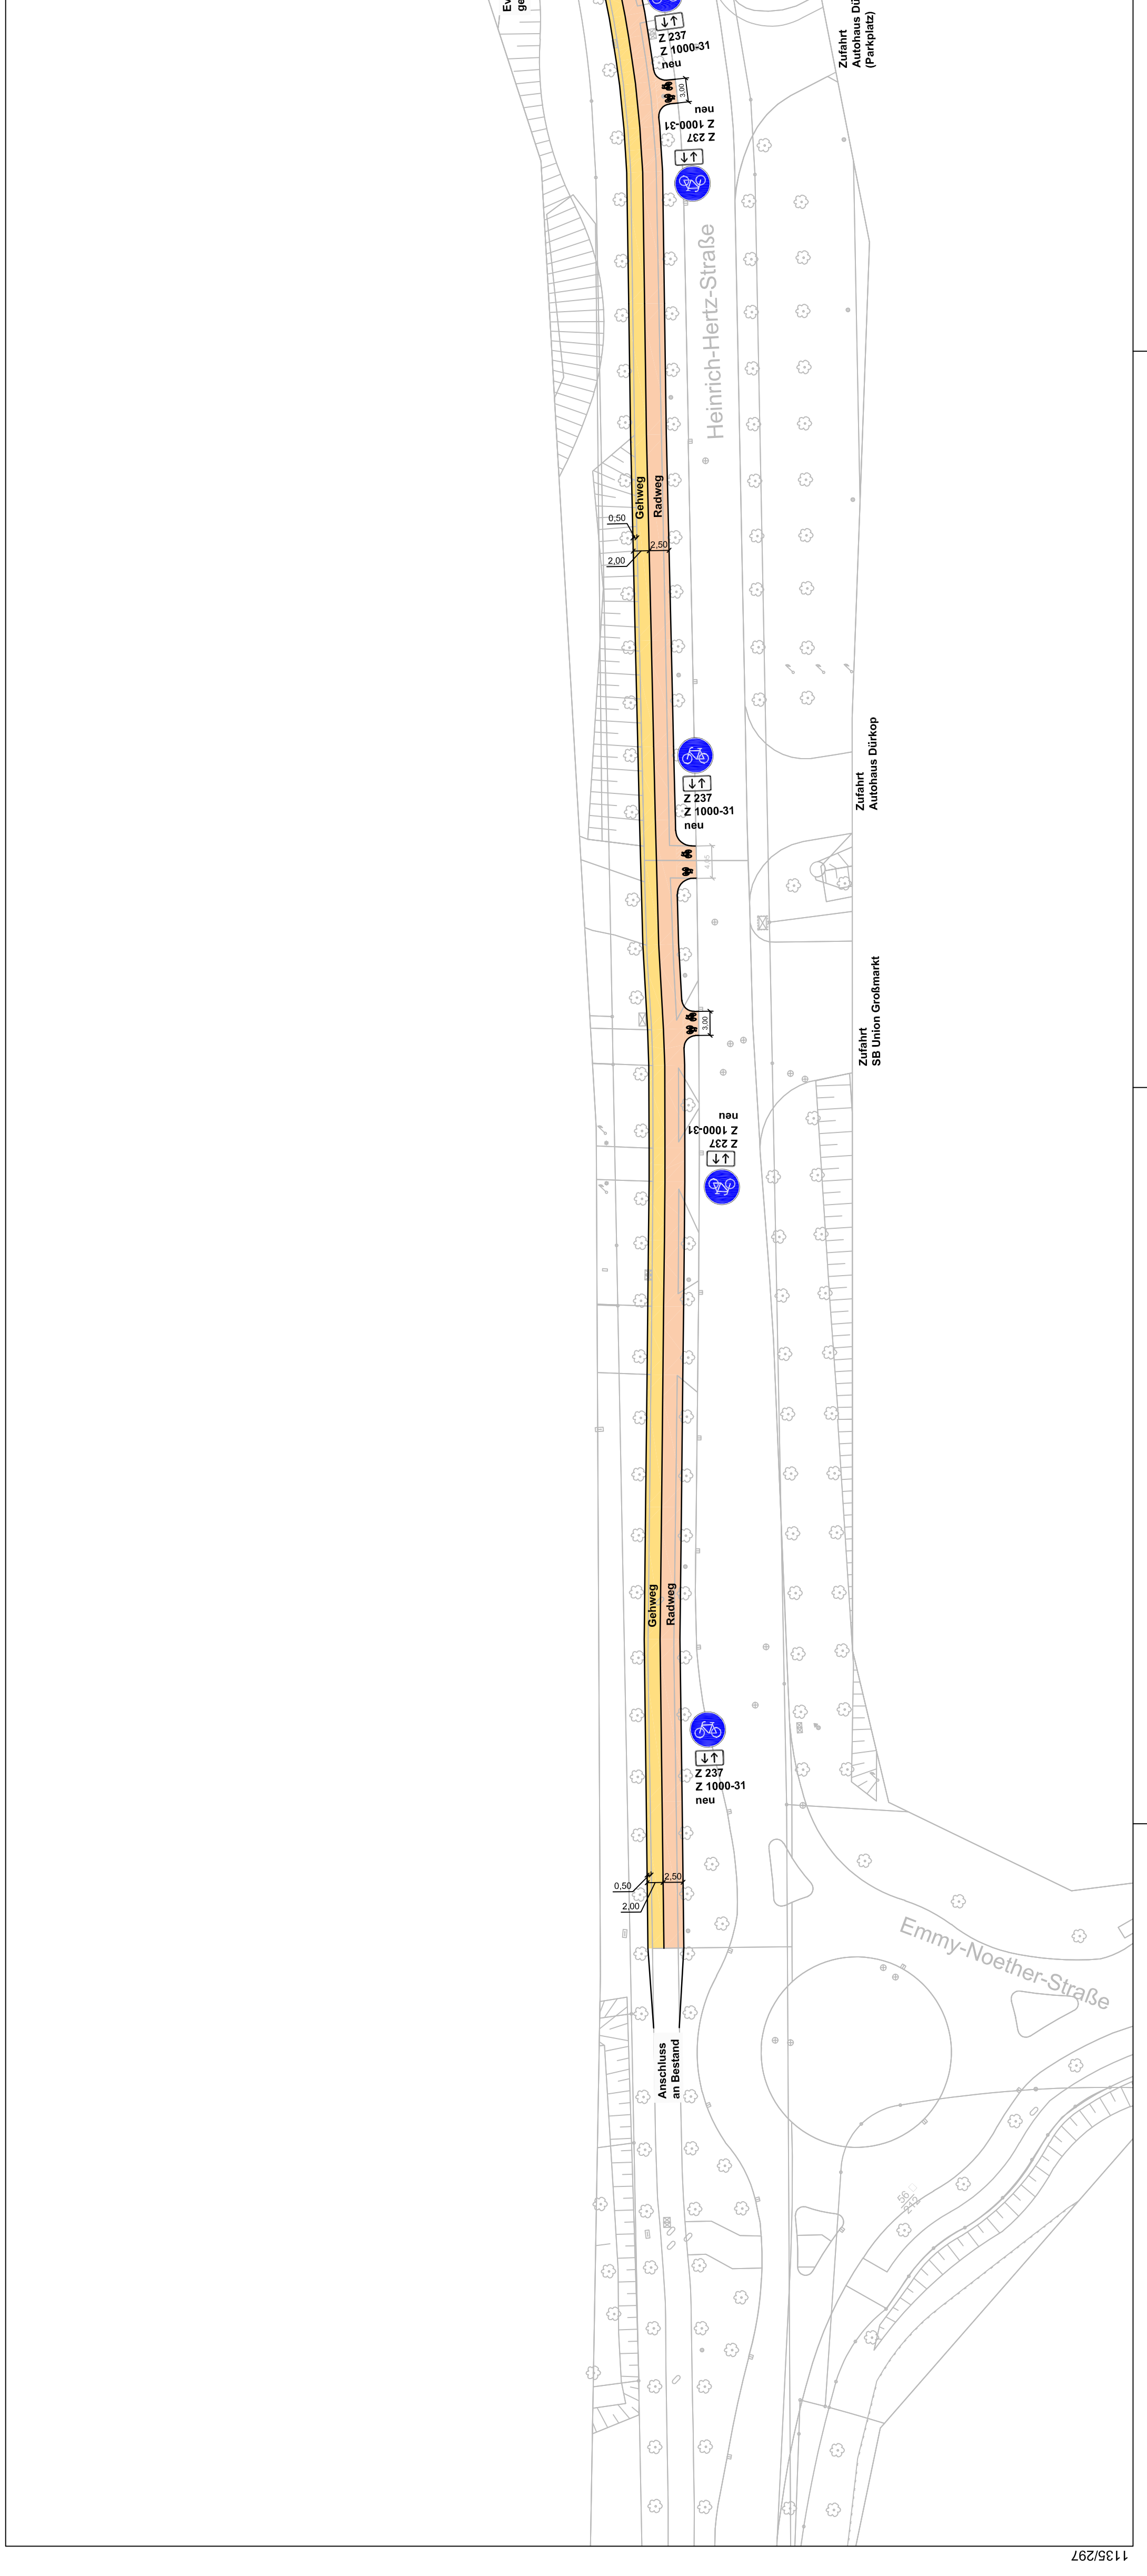 Ev
ge
Z 237
Z 1000-31
neu
3.00
Zufahrt
Autohaus Dü
(Parkplatz)
neu
Z 1000-31
Z 237
Heinrich-Hertz-Straße
Gehweg
Radweg
0,50
2,50
2,00
Zufahrt
Autohaus Dürkop
Z 237
Z 1000-31
neu
Zufahrt
SB Union Großmarkt
3.00
neu
Z 1000-31
Z 237
Gehweg
Radweg
Z 237
Z 1000-31
neu
0,50
2,50
2,00
Emmy-Noether-Straße
Anschluss
an Bestand
56
1135/297